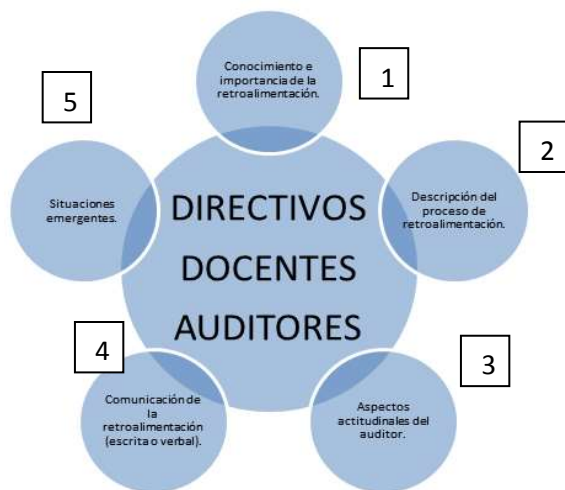 Conocimiento e
importancia de la
retroalimentación.
1
5
2
Situaciones
emergentes.
DIRECTIVOS
DOCENTES
AUDITORES
Descripción del
proceso de
retroalimentación.
4
3
Comunicación de
la
retroalimentación
(escrita o verbal).
Aspectos
actitudinales del
auditor.